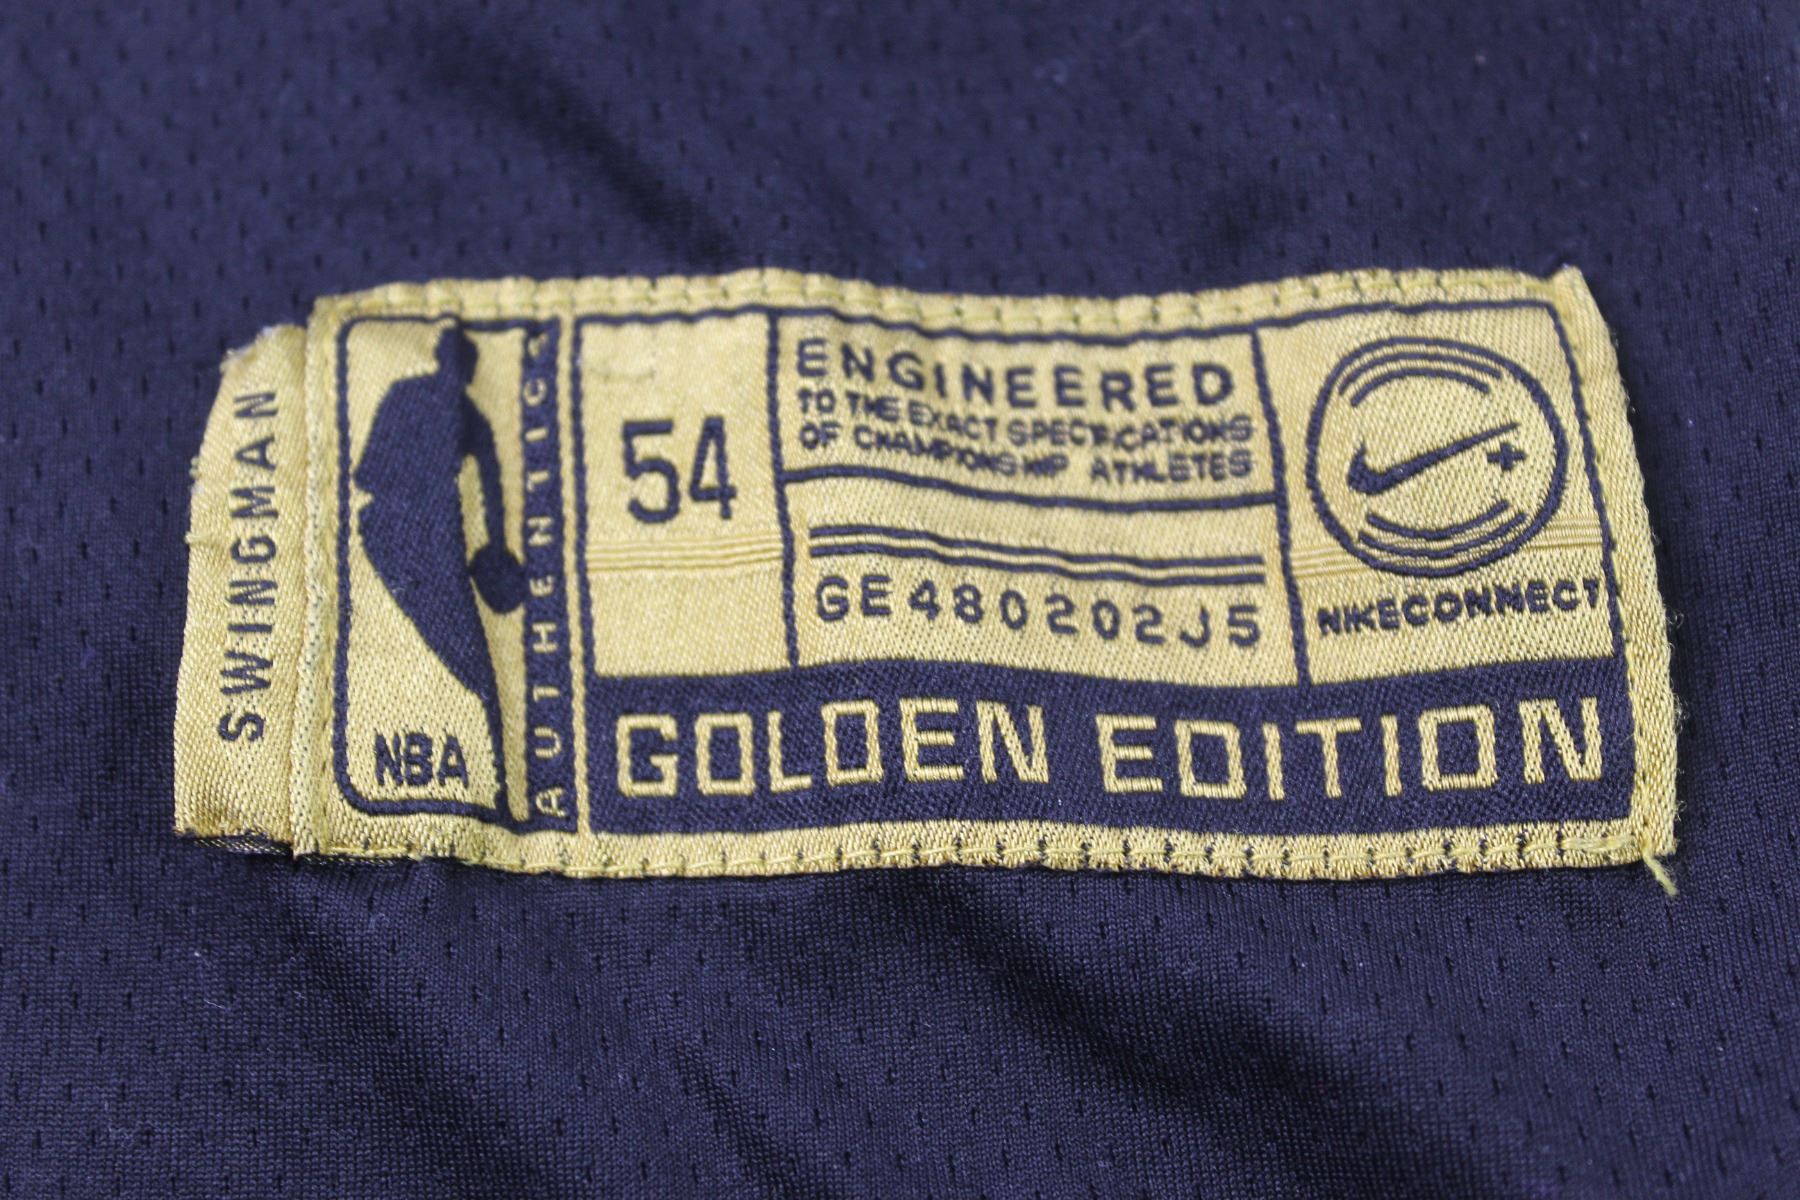 SWINGMAN
NBA
AUTHENTICS
54
ENGINEERED
TO THE EXACT SPECIFICATIONS
OF CHAMPIONSHIP ATHLETES
GE480202J5
NIKECONNECT
GOLDEN EDITION